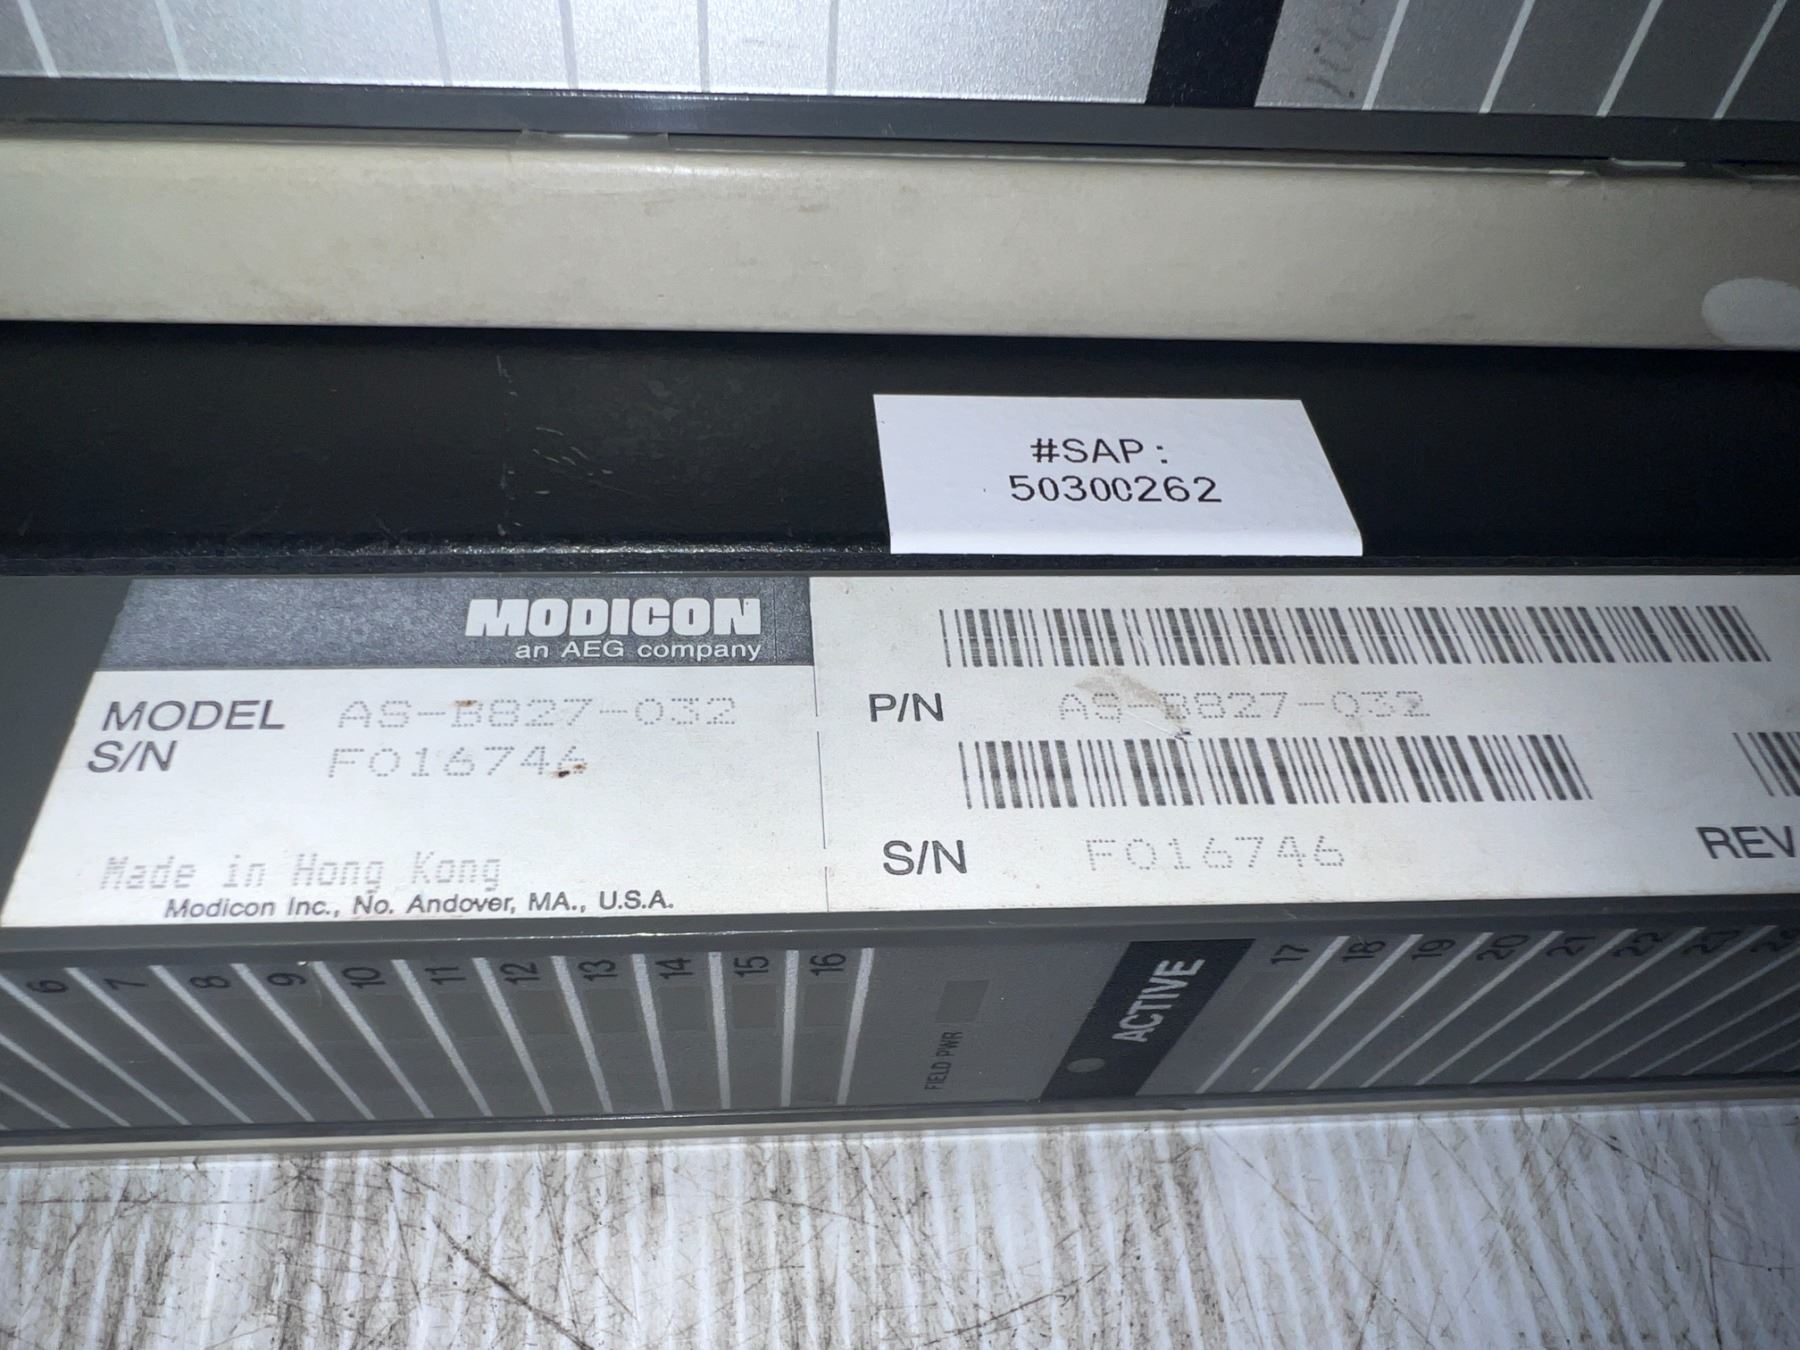 #SAP:
50300262
MODICON
an AEG company
MODEL AS-B827-032
S/N F016746
Made in Hong Kong
Modicon Inc., No. Andover, MA., U.S.A.
P/N AS-B827-032
S/N F016746
REV
6 7 8 9 10 11 12 13 14 15 16
FIELD PWR
ACTIVE
17 18 19 20 21 22 23 24